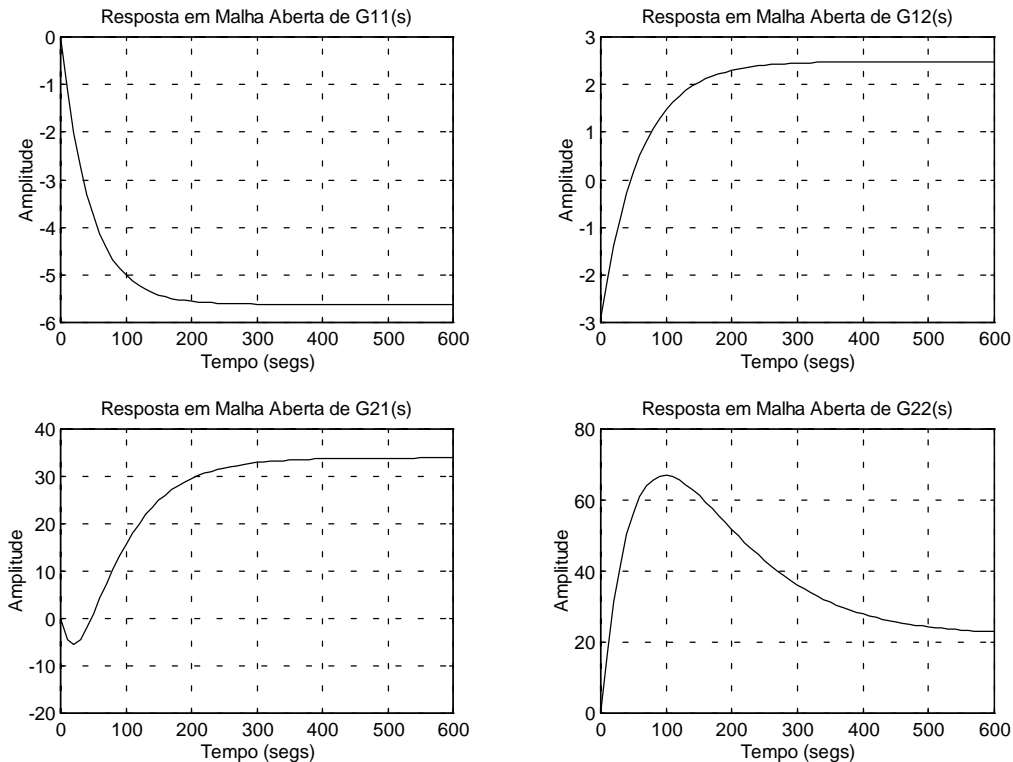 Resposta em Malha Aberta de G11(s)
0
-1
-2
-3
-4
-5
-6
Amplitude
0 100 200 300 400 500 600
Tempo (segs)
Resposta em Malha Aberta de G12(s)
3
2
1
0
-1
-2
-3
Amplitude
0 100 200 300 400 500 600
Tempo (segs)
Resposta em Malha Aberta de G21(s)
40
30
20
10
0
-10
-20
Amplitude
0 100 200 300 400 500 600
Tempo (segs)
Resposta em Malha Aberta de G22(s)
80
60
40
20
0
Amplitude
0 100 200 300 400 500 600
Tempo (segs)